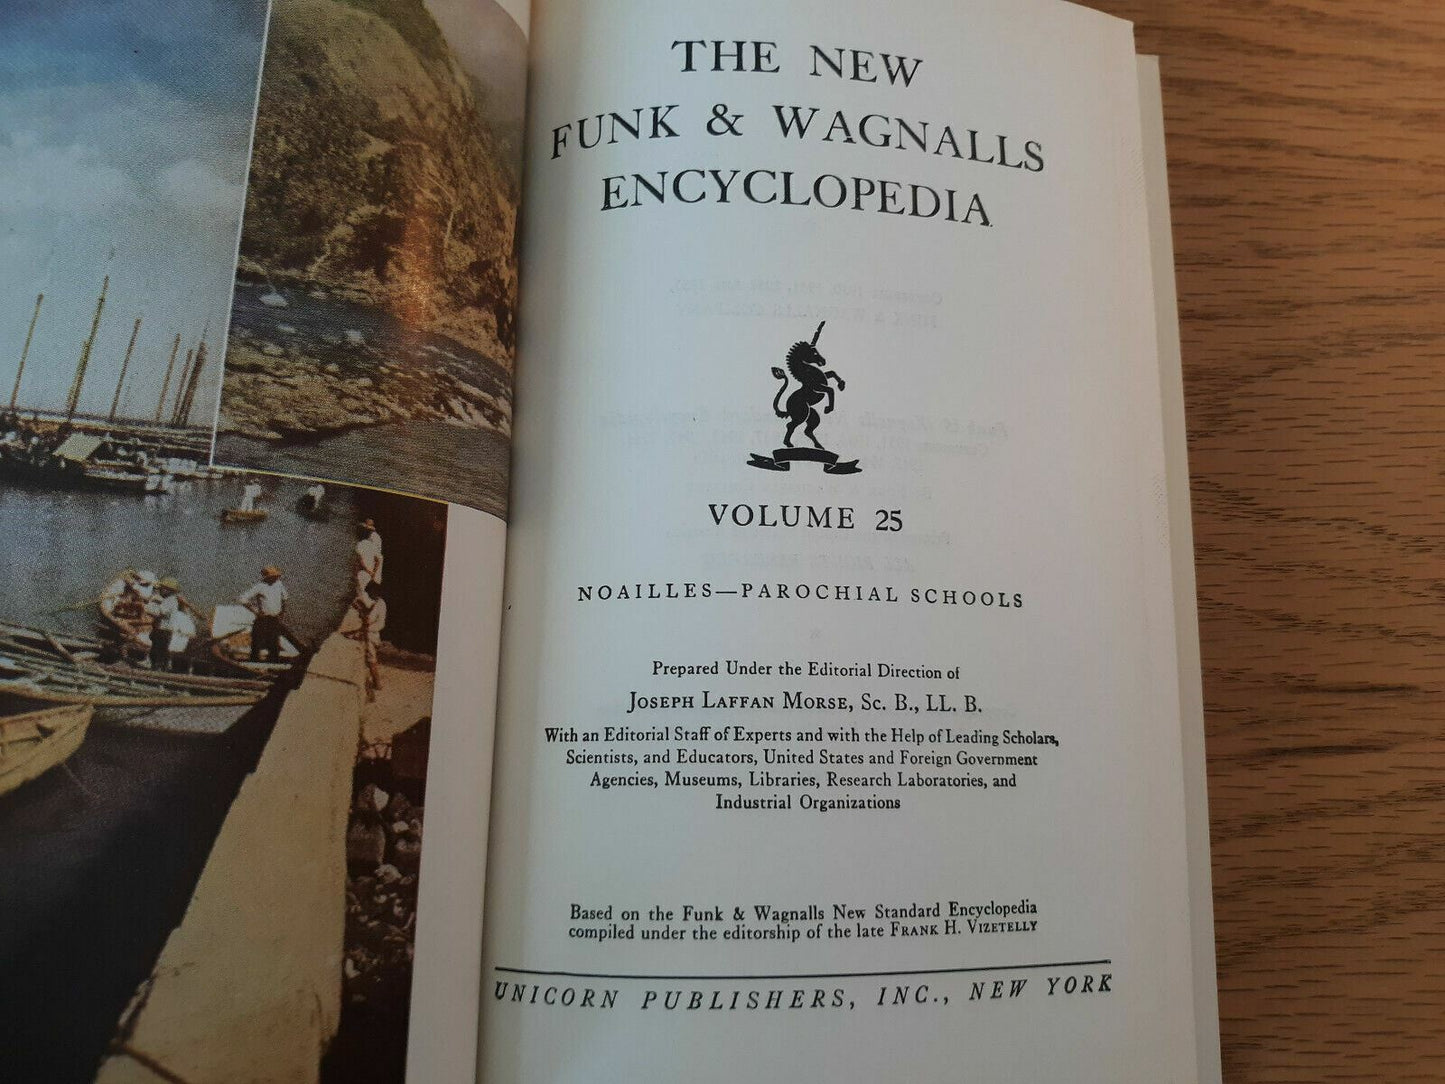 THE NEW
FUNK & WAGNALLS
ENCYCLOPEDIA
VOLUME 25
NOAILLES—PAROCHIAL SCHOOLS
Prepared Under the Editorial Direction of
JOSEPH LAFFAN MORSE, Sc. B., LL. B.
With an Editorial Staff of Experts and with the Help of Leading Scholars,
Scientists, and Educators, United States and Foreign Government
Agencies, Museums, Libraries, Research Laboratories, and
Industrial Organizations
Based on the Funk & Wagnalls New Standard Encyclopedia
compiled under the editorship of the late FRANK H. VIZETELLY
UNICORN PUBLISHERS, INC., NEW YORK